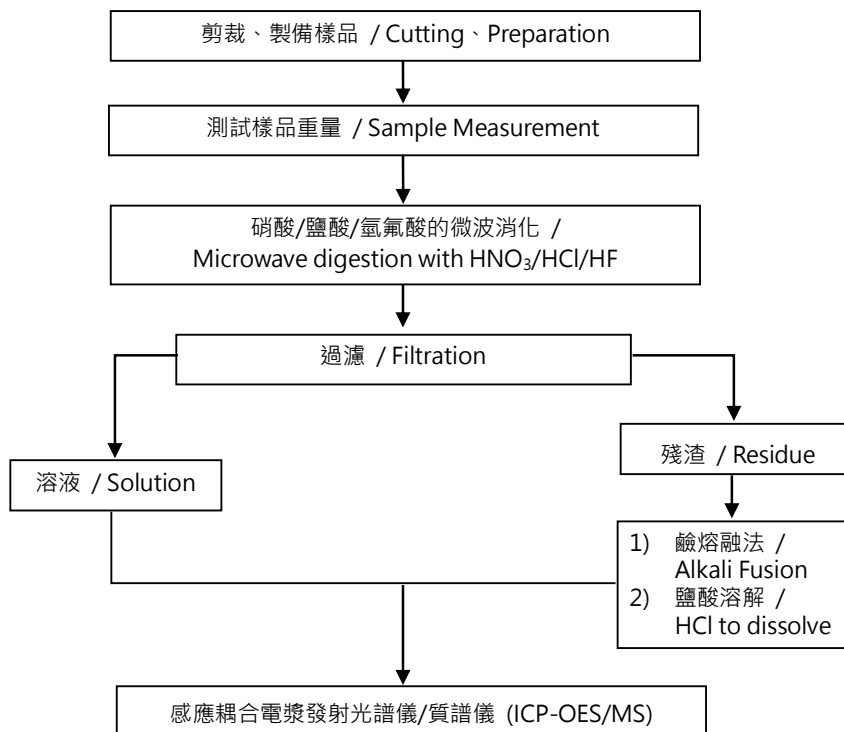 剪裁、製備樣品 / Cutting、Preparation
測試樣品重量 / Sample Measurement
硝酸/鹽酸/氫氟酸的微波消化 /
Microwave digestion with HNO₃/HCl/HF
過濾 / Filtration
溶液 / Solution
殘渣 / Residue
1) 鹼熔融法 /
Alkali Fusion
2) 鹽酸溶解 /
HCl to dissolve
感應耦合電漿發射光譜儀/質譜儀 (ICP-OES/MS)